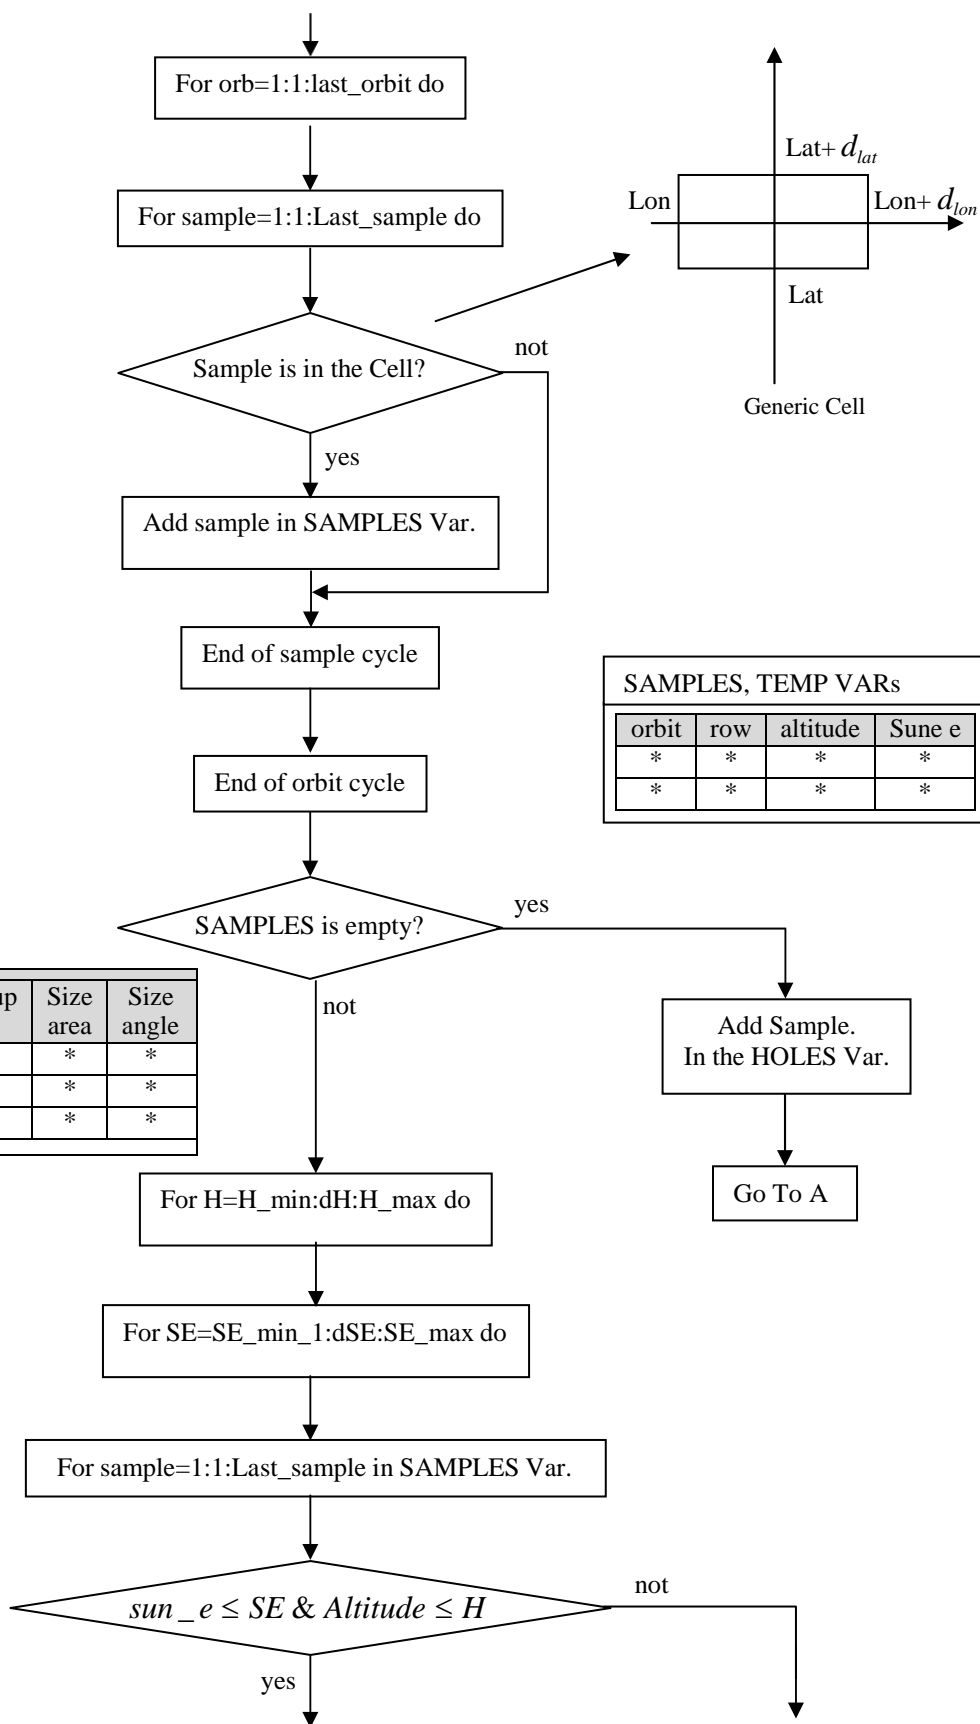 For orb=1:1:last_orbit do
Lat+ d_lat
For sample=1:1:Last_sample do
Lon
Lon+ d_lon
Lat
Sample is in the Cell?
not
Generic Cell
yes
Add sample in SAMPLES Var.
End of sample cycle
SAMPLES, TEMP VARs
orbit row altitude Sune e
* * * *
* * * *
End of orbit cycle
SAMPLES is empty?
yes
not
up Size area Size angle
* *
* *
* *
Add Sample.
In the HOLES Var.
Go To A
For H=H_min:dH:H_max do
For SE=SE_min_1:dSE:SE_max do
For sample=1:1:Last_sample in SAMPLES Var.
sun _ e ≤ SE & Altitude ≤ H
not
yes